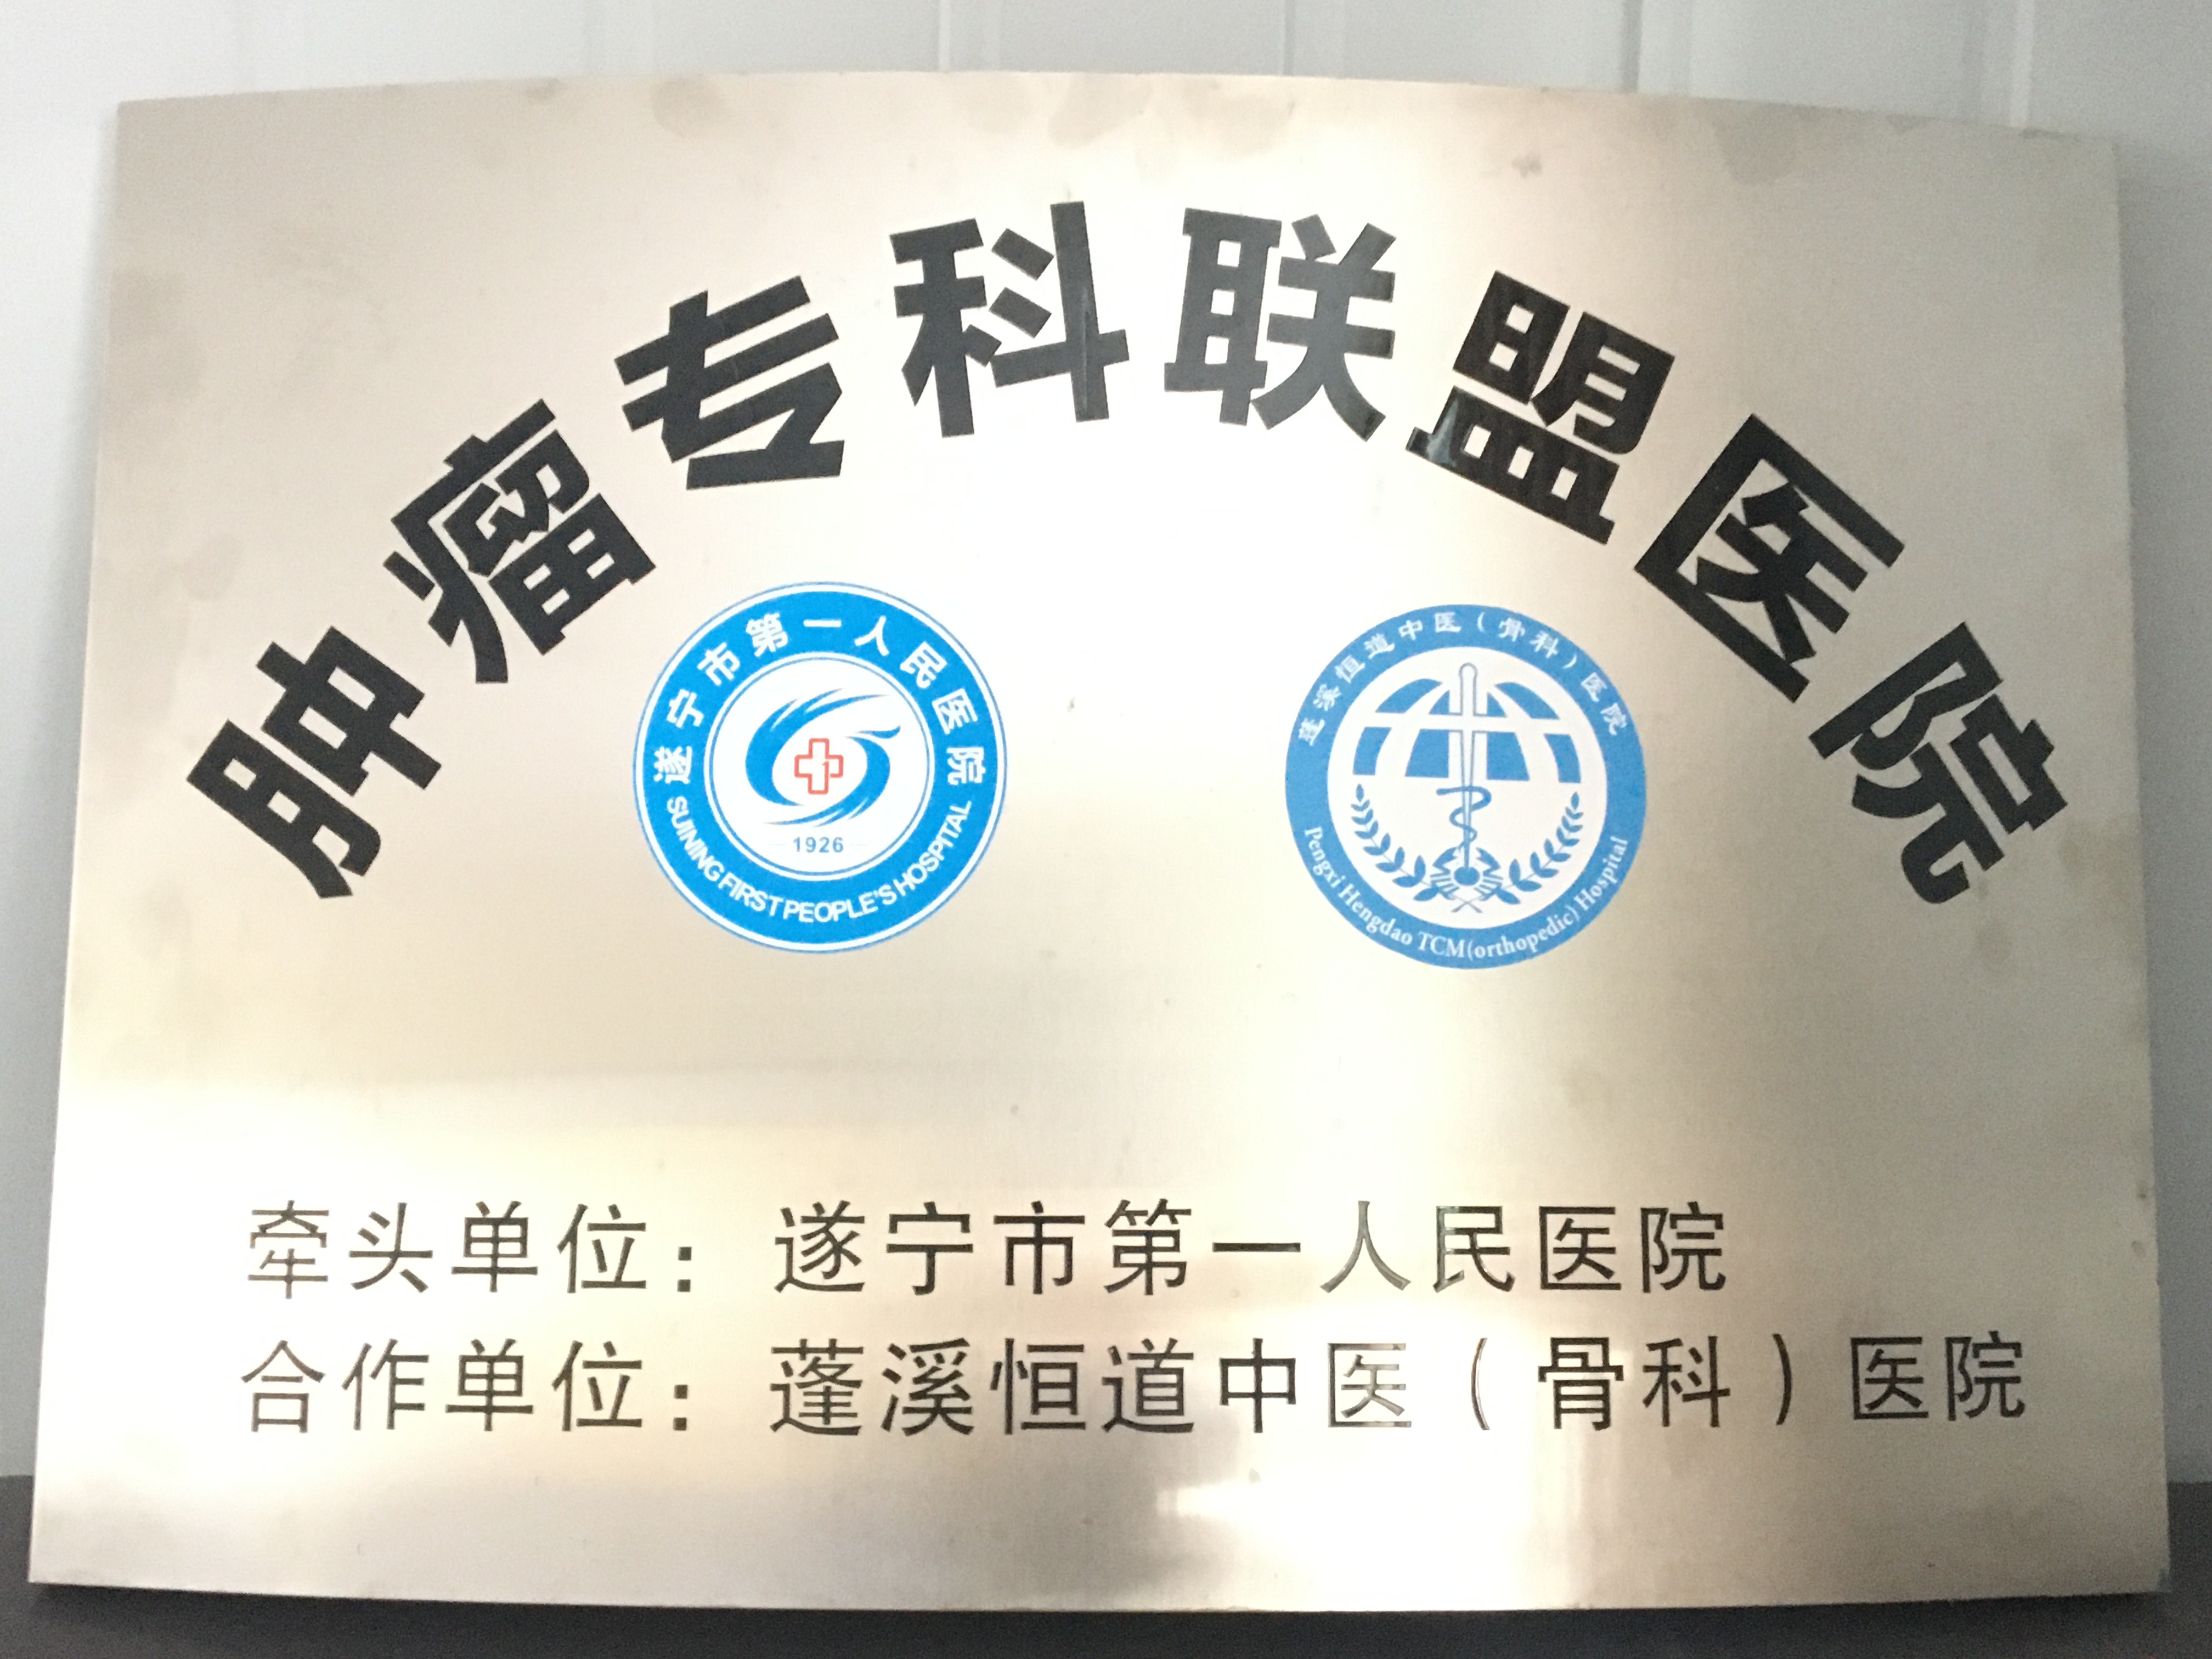 肿瘤专科联盟医院
遂宁市第一人民医院
1926
SUINING FIRST PEOPLE'S HOSPITAL
蓬溪恒道中医（骨科）医院
Pengxi Hengdao TCM(orthopedic) Hospital
牵头单位：遂宁市第一人民医院
合作单位：蓬溪恒道中医（骨科）医院